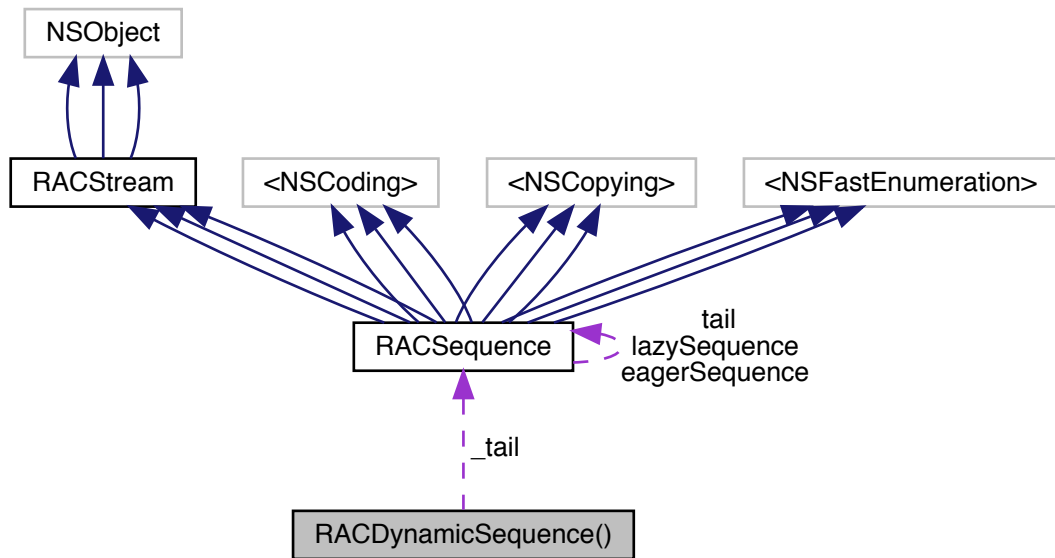 NSObject
RACStream
<NSCoding>
<NSCopying>
<NSFastEnumeration>
RACSequence
tail
lazySequence
eagerSequence
_tail
RACDynamicSequence()